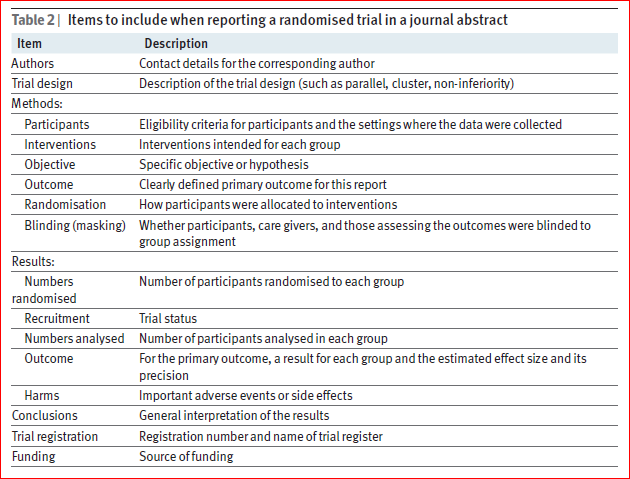 Table 2 | Items to include when reporting a randomised trial in a journal abstract
Item Description
Authors Contact details for the corresponding author
Trial design Description of the trial design (such as parallel, cluster, non-inferiority)
Methods:
Participants Eligibility criteria for participants and the settings where the data were collected
Interventions Interventions intended for each group
Objective Specific objective or hypothesis
Outcome Clearly defined primary outcome for this report
Randomisation How participants were allocated to interventions
Blinding (masking) Whether participants, care givers, and those assessing the outcomes were blinded to
group assignment
Results:
Numbers Number of participants randomised to each group
randomised
Recruitment Trial status
Numbers analysed Number of participants analysed in each group
Outcome For the primary outcome, a result for each group and the estimated effect size and its
precision
Harms Important adverse events or side effects
Conclusions General interpretation of the results
Trial registration Registration number and name of trial register
Funding Source of funding